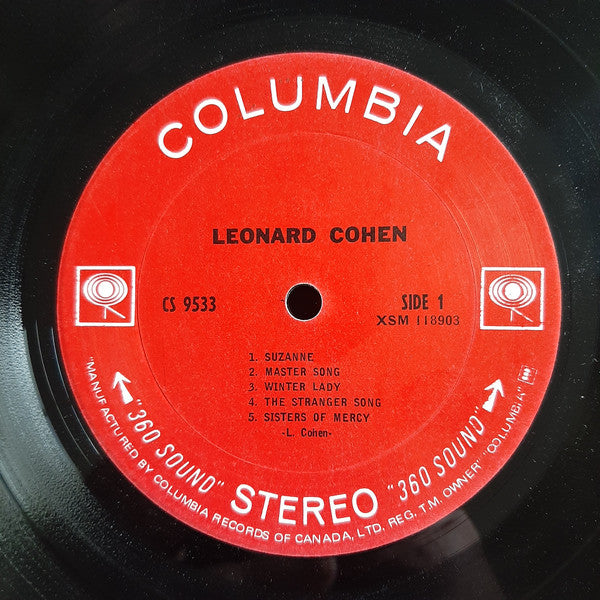 COLUMBIA
LEONARD COHEN
CS 9533
SIDE 1
XSM 118903
1. SUZANNE
2. MASTER SONG
3. WINTER LADY
4. THE STRANGER SONG
5. SISTERS OF MERCY
-L. Cohen-
"360 SOUND" STEREO "360 SOUND"
"MANUFACTURED BY COLUMBIA RECORDS OF CANADA, LTD. REG. T.M. OWNER" "COLUMBIA"